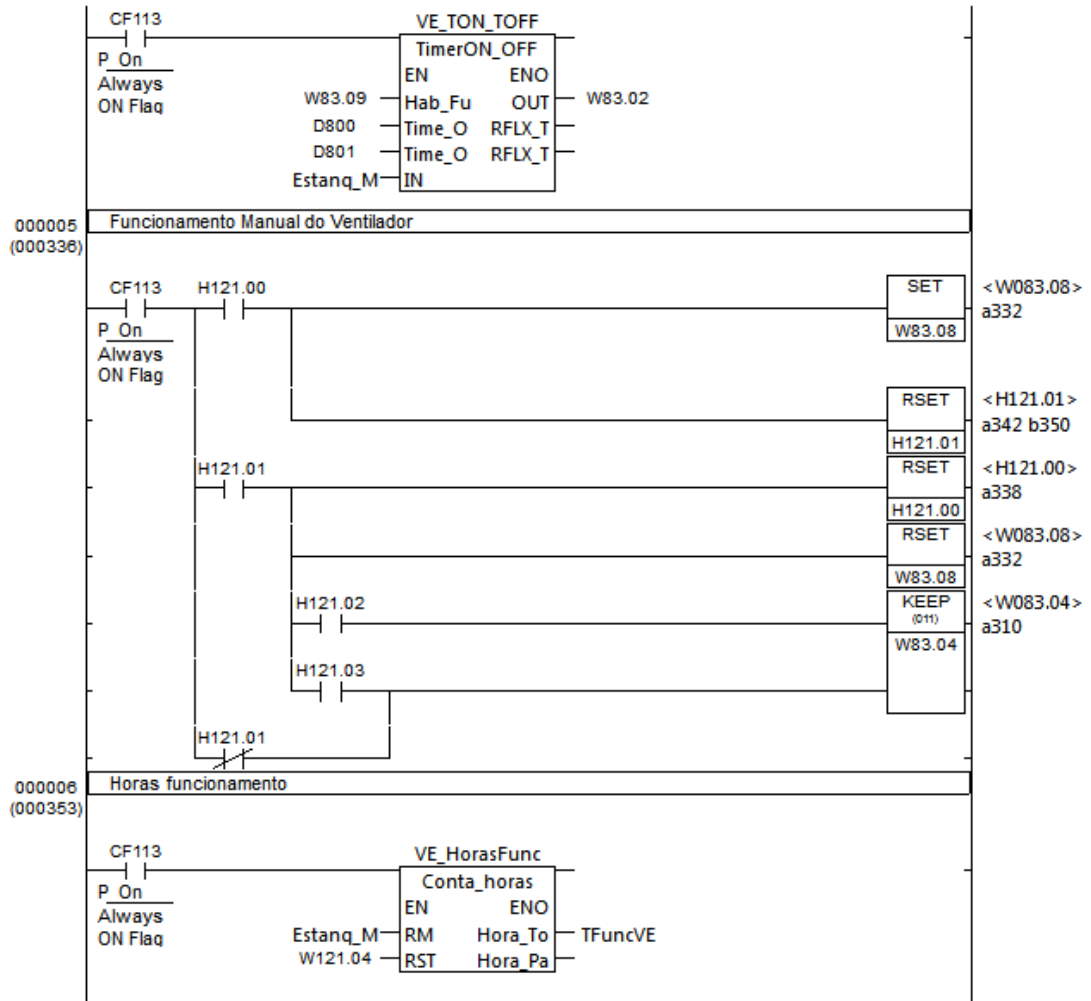 CF113 VE_TON_TOFF
P_On TimerON_OFF
Always EN ENO
ON Flag W83.09 Hab_Fu OUT W83.02
D800 Time_O RFLX_T
D801 Time_O RFLX_T
Estanq_M IN
000005 Funcionamento Manual do Ventilador
(000336)
CF113 H121.00 SET <W083.08>
P_On W83.08 a332
Always
ON Flag
RSET <H121.01>
H121.01 a342 b350
H121.01 RSET <H121.00>
H121.00 a338
RSET <W083.08>
W83.08 a332
H121.02 KEEP <W083.04>
(011) a310
W83.04
H121.03
H121.01
000006 Horas funcionamento
(000353)
CF113 VE_HorasFunc
P_On Conta_horas
Always EN ENO
ON Flag Estanq_M RM Hora_To TFuncVE
W121.04 RST Hora_Pa